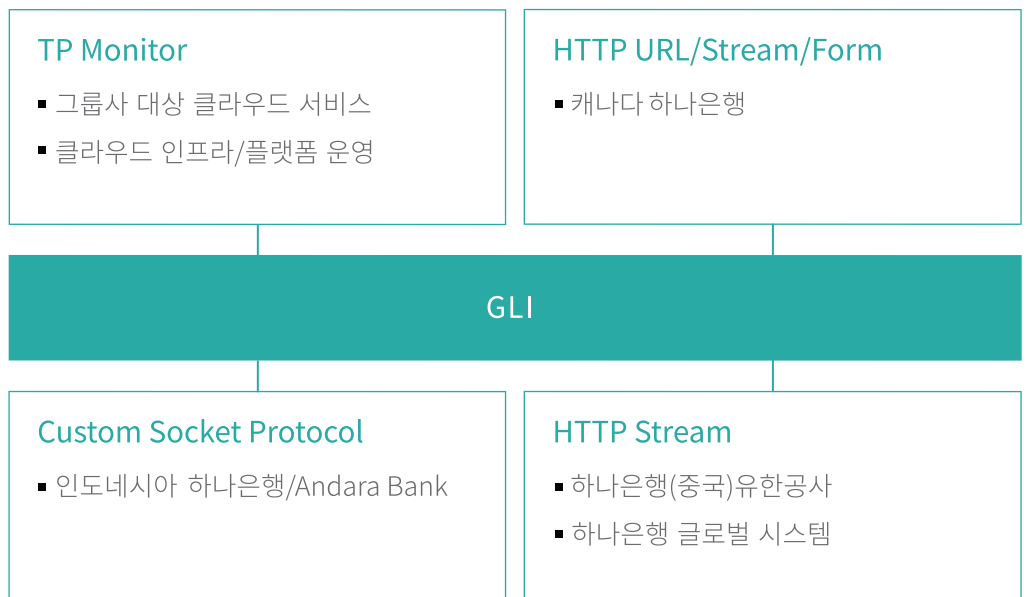 TP Monitor
▪ 그룹사 대상 클라우드 서비스
▪ 클라우드 인프라/플랫폼 운영
HTTP URL/Stream/Form
▪ 캐나다 하나은행
GLI
Custom Socket Protocol
▪ 인도네시아 하나은행/Andara Bank
HTTP Stream
▪ 하나은행(중국)유한공사
▪ 하나은행 글로벌 시스템